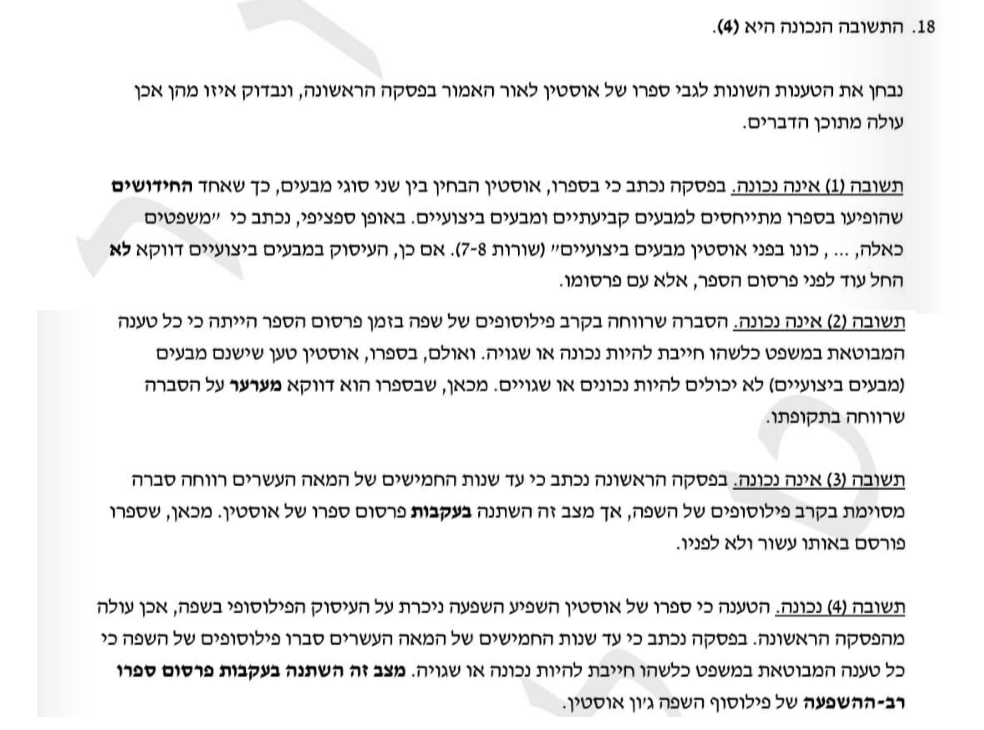 18. התשובה הנכונה היא (4).
נבחן את הטענות השונות לגבי ספרו של אוסטין לאור האמור בפסקה הראשונה, ונבדוק איזו מהן אכן
עולה מתוכן הדברים.
תשובה (1) אינה נכונה. בפסקה נכתב כי בספרו, אוסטין הבחין בין שני סוגי מבעים, כך שאחד החידושים
שהופיעו בספרו מתייחסים למבעים קביעתיים ומבעים ביצועיים. באופן ספציפי, נכתב כי "משפטים
כאלה, ... , כונו בפני אוסטין מבעים ביצועיים" (שורות 7-8). אם כן, העיסוק במבעים ביצועיים דווקא לא
החל עוד לפני פרסום הספר, אלא עם פרסומו.
תשובה (2) אינה נכונה. הסברה שרווחה בקרב פילוסופים של שפה בזמן פרסום הספר הייתה כי כל טענה
המבוטאת במשפט כלשהו חייבת להיות נכונה או שגויה. ואולם, בספרו, אוסטין טען שישנם מבעים
(מבעים ביצועיים) לא יכולים להיות נכונים או שגויים. מכאן, שבספרו הוא דווקא מערער על הסברה
שרווחה בתקופתו.
תשובה (3) אינה נכונה. בפסקה הראשונה נכתב כי עד שנות החמישים של המאה העשרים רווחה סברה
מסוימת בקרב פילוסופים של השפה, אך מצב זה השתנה בעקבות פרסום ספרו של אוסטין. מכאן, שספרו
פורסם באותו עשור ולא לפניו.
תשובה (4) נכונה. הטענה כי ספרו של אוסטין השפיע השפעה ניכרת על העיסוק הפילוסופי בשפה, אכן עולה
מהפסקה הראשונה. בפסקה נכתב כי עד שנות החמישים של המאה העשרים סברו פילוסופים של השפה כי
כל טענה המבוטאת במשפט כלשהו חייבת להיות נכונה או שגויה. מצב זה השתנה בעקבות פרסום ספרו
רב-ההשפעה של פילוסוף השפה ג'ון אוסטין.